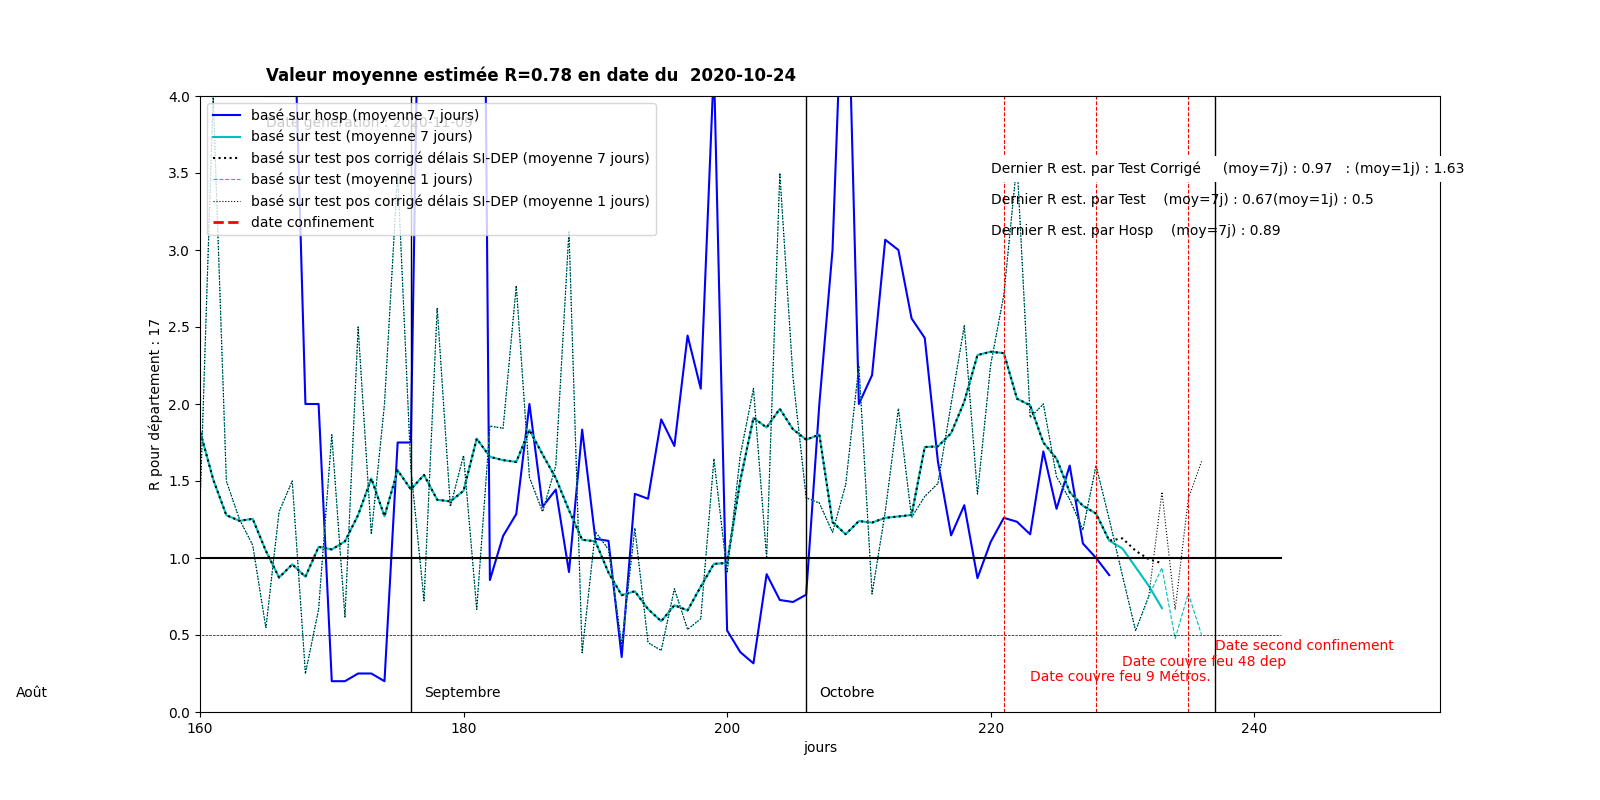 Valeur moyenne estimée R=0.78 en date du  2020-10-24
Date génération : 2020-11-09
basé sur hosp (moyenne 7 jours)
basé sur test (moyenne 7 jours)
basé sur test pos corrigé délais SI-DEP (moyenne 7 jours)
basé sur test (moyenne 1 jours)
basé sur test pos corrigé délais SI-DEP (moyenne 1 jours)
date confinement
Dernier R est. par Test Corrigé     (moy=7j) : 0.97   : (moy=1j) : 1.63
Dernier R est. par Test    (moy=7j) : 0.67(moy=1j) : 0.5
Dernier R est. par Hosp    (moy=7j) : 0.89
R pour département : 17
4.0
3.5
3.0
2.5
2.0
1.5
1.0
0.5
0.0
Date second confinement
Date couvre feu 48 dep
Date couvre feu 9 Métros.
Août
Septembre
Octobre
160
180
200
220
240
jours